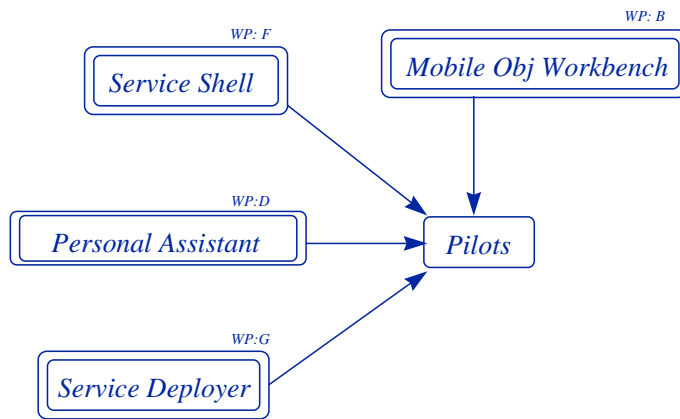 WP: F
Service Shell
WP: B
Mobile Obj Workbench
WP:D
Personal Assistant
Pilots
WP:G
Service Deployer